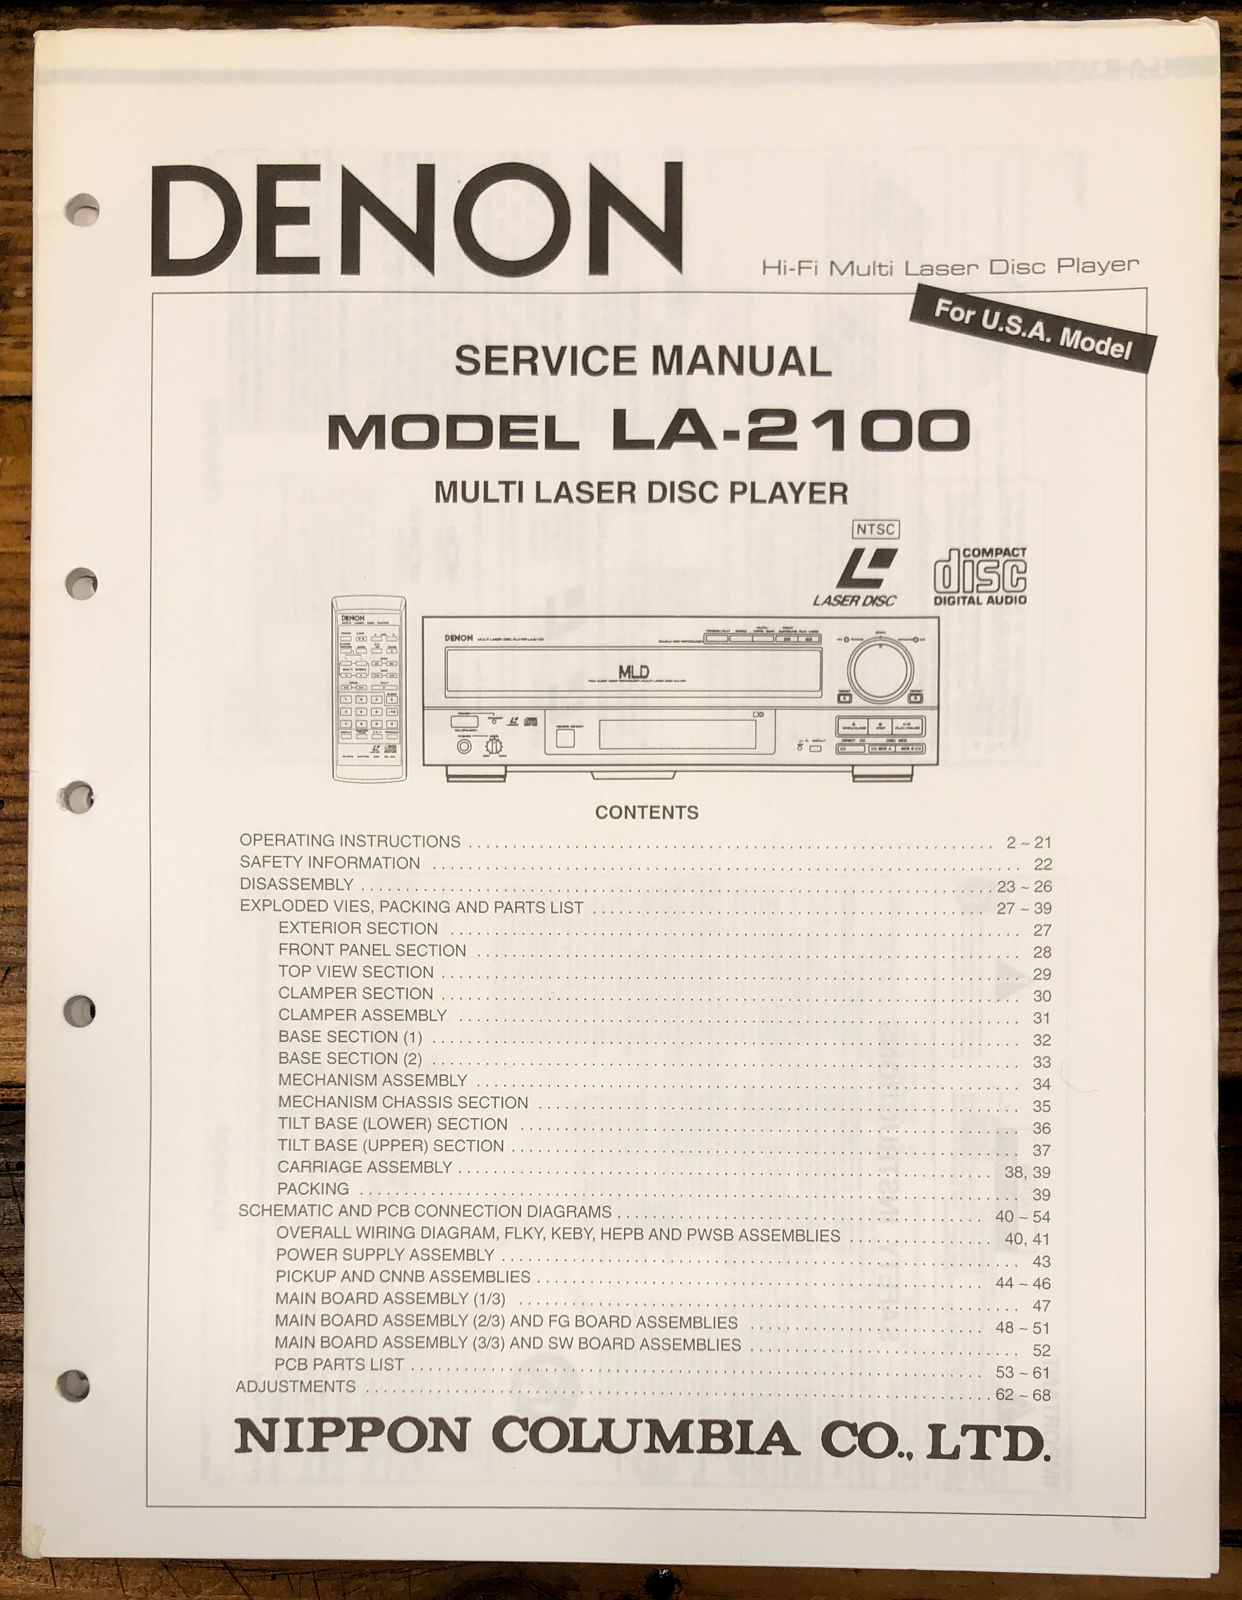 DENON
Hi-Fi Multi Laser Disc Player
For U.S.A. Model
SERVICE MANUAL
MODEL LA-2100
MULTI LASER DISC PLAYER
NTSC
LASER DISC
COMPACT
disc
DIGITAL AUDIO
DENON
DENON
MLD
CONTENTS
OPERATING INSTRUCTIONS 2 ~ 21
SAFETY INFORMATION 22
DISASSEMBLY 23 ~ 26
EXPLODED VIES, PACKING AND PARTS LIST 27 ~ 39
EXTERIOR SECTION 27
FRONT PANEL SECTION 28
TOP VIEW SECTION 29
CLAMPER SECTION 30
CLAMPER ASSEMBLY 31
BASE SECTION (1) 32
BASE SECTION (2) 33
MECHANISM ASSEMBLY 34
MECHANISM CHASSIS SECTION 35
TILT BASE (LOWER) SECTION 36
TILT BASE (UPPER) SECTION 37
CARRIAGE ASSEMBLY 38, 39
PACKING 39
SCHEMATIC AND PCB CONNECTION DIAGRAMS 40 ~ 54
OVERALL WIRING DIAGRAM, FLKY, KEBY, HEPB AND PWSB ASSEMBLIES 40, 41
POWER SUPPLY ASSEMBLY 43
PICKUP AND CNNB ASSEMBLIES 44 ~ 46
MAIN BOARD ASSEMBLY (1/3) 47
MAIN BOARD ASSEMBLY (2/3) AND FG BOARD ASSEMBLIES 48 ~ 51
MAIN BOARD ASSEMBLY (3/3) AND SW BOARD ASSEMBLIES 52
PCB PARTS LIST 53 ~ 61
ADJUSTMENTS 62 ~ 68
NIPPON COLUMBIA CO., LTD.